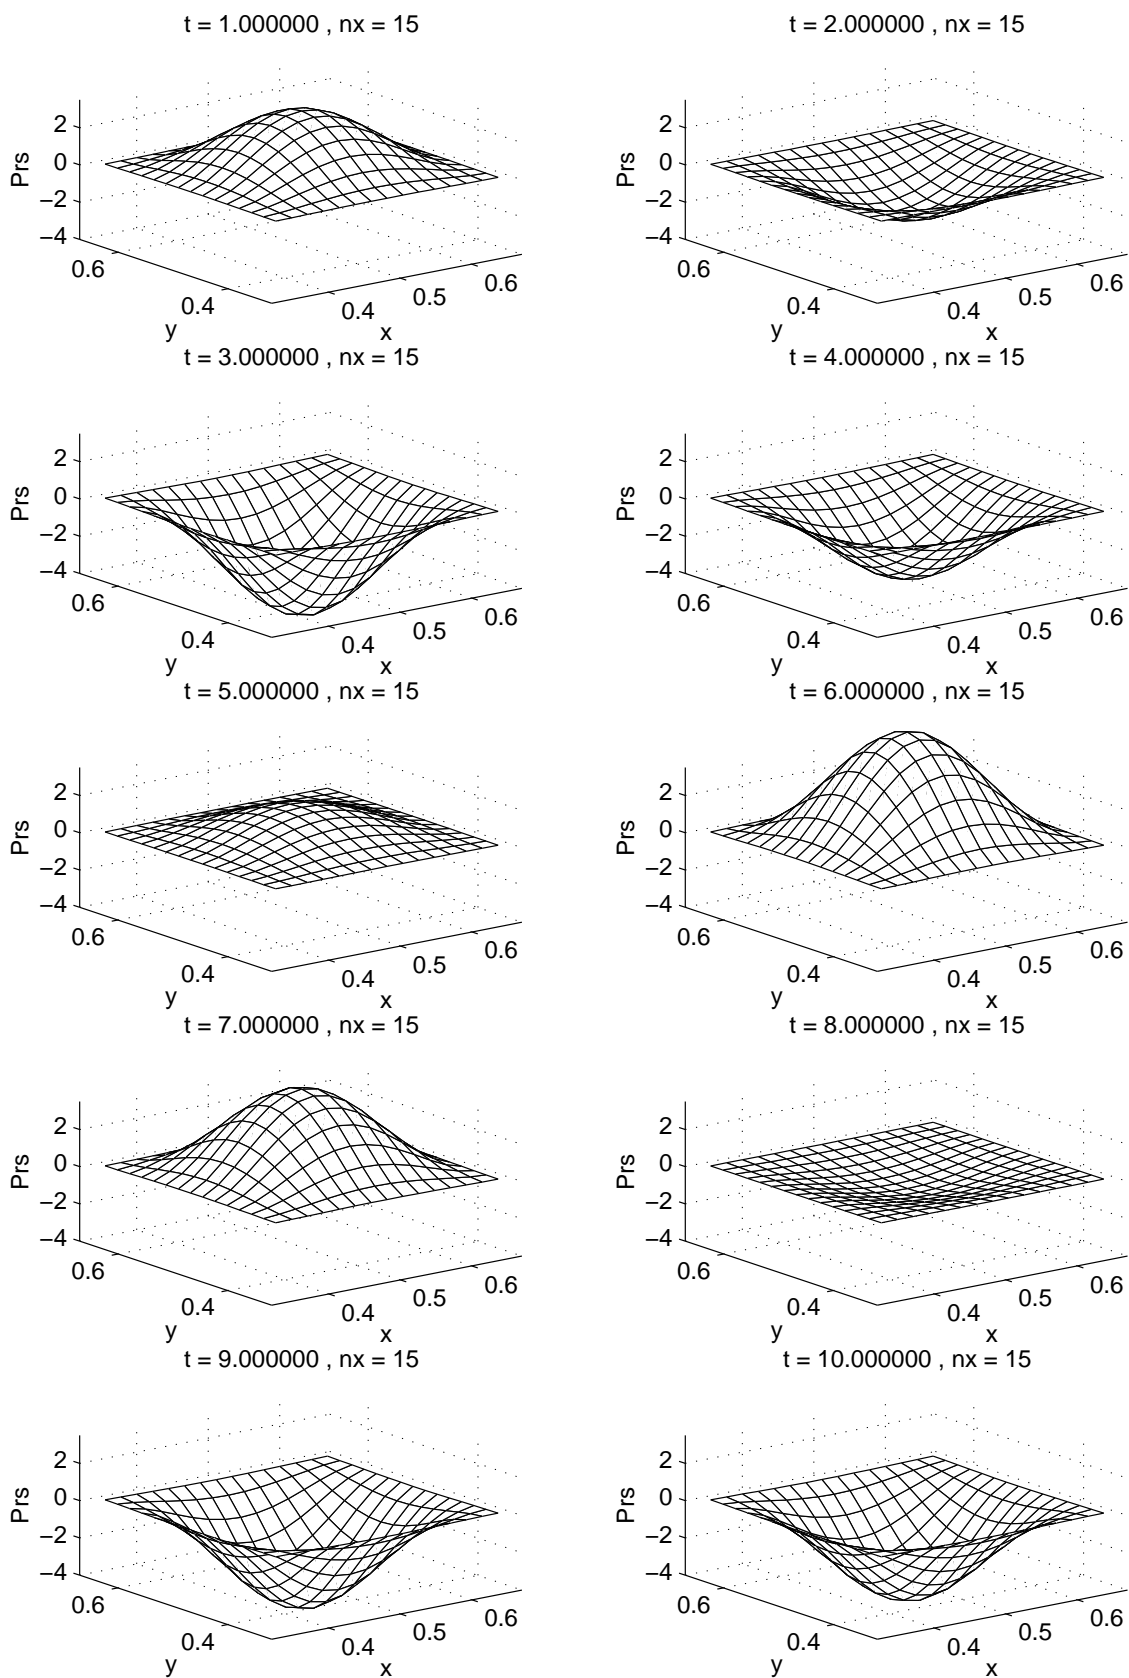 t = 1.000000 , nx = 15
t = 2.000000 , nx = 15
2
0
−2
−4
Prs
0.6
0.4
y
0.4
0.5
0.6
x
2
0
−2
−4
Prs
0.6
0.4
y
0.4
0.5
0.6
x
t = 3.000000 , nx = 15
t = 4.000000 , nx = 15
2
0
−2
−4
Prs
0.6
0.4
y
0.4
0.5
0.6
x
2
0
−2
−4
Prs
0.6
0.4
y
0.4
0.5
0.6
x
t = 5.000000 , nx = 15
t = 6.000000 , nx = 15
2
0
−2
−4
Prs
0.6
0.4
y
0.4
0.5
0.6
x
2
0
−2
−4
Prs
0.6
0.4
y
0.4
0.5
0.6
x
t = 7.000000 , nx = 15
t = 8.000000 , nx = 15
2
0
−2
−4
Prs
0.6
0.4
y
0.4
0.5
0.6
x
2
0
−2
−4
Prs
0.6
0.4
y
0.4
0.5
0.6
x
t = 9.000000 , nx = 15
t = 10.000000 , nx = 15
2
0
−2
−4
Prs
0.6
0.4
y
0.4
0.5
0.6
x
2
0
−2
−4
Prs
0.6
0.4
y
0.4
0.5
0.6
x